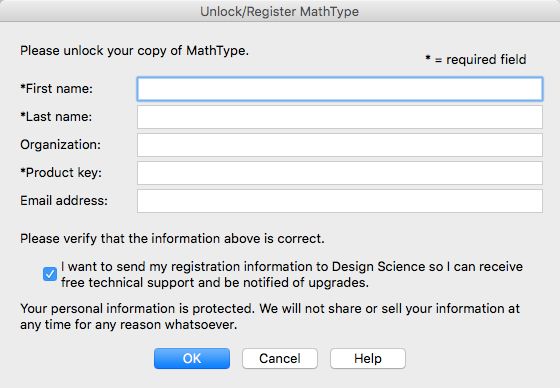 Unlock/Register MathType
Please unlock your copy of MathType.
* = required field
*First name:
*Last name:
Organization:
*Product key:
Email address:
Please verify that the information above is correct.
I want to send my registration information to Design Science so I can receive
free technical support and be notified of upgrades.
Your personal information is protected. We will not share or sell your information at
any time for any reason whatsoever.
OK
Cancel
Help